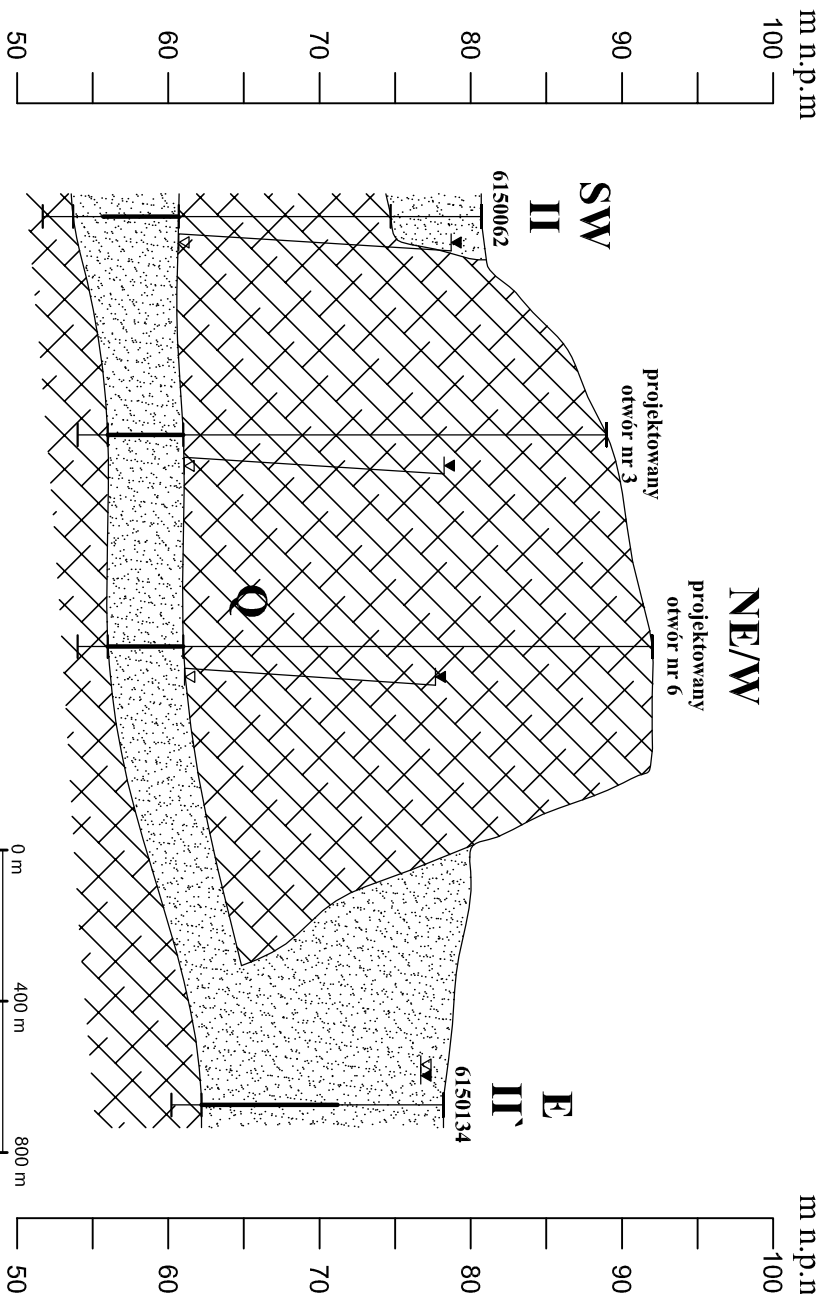 m n.p.m
100
90
80
70
60
50
SW
II
6150062
projektowany
otwór nr 3
NE/W
projektowany
otwór nr 6
Q
E
II`
6150134
0 m
400 m
800 m
m n.p.n
100
90
80
70
60
50